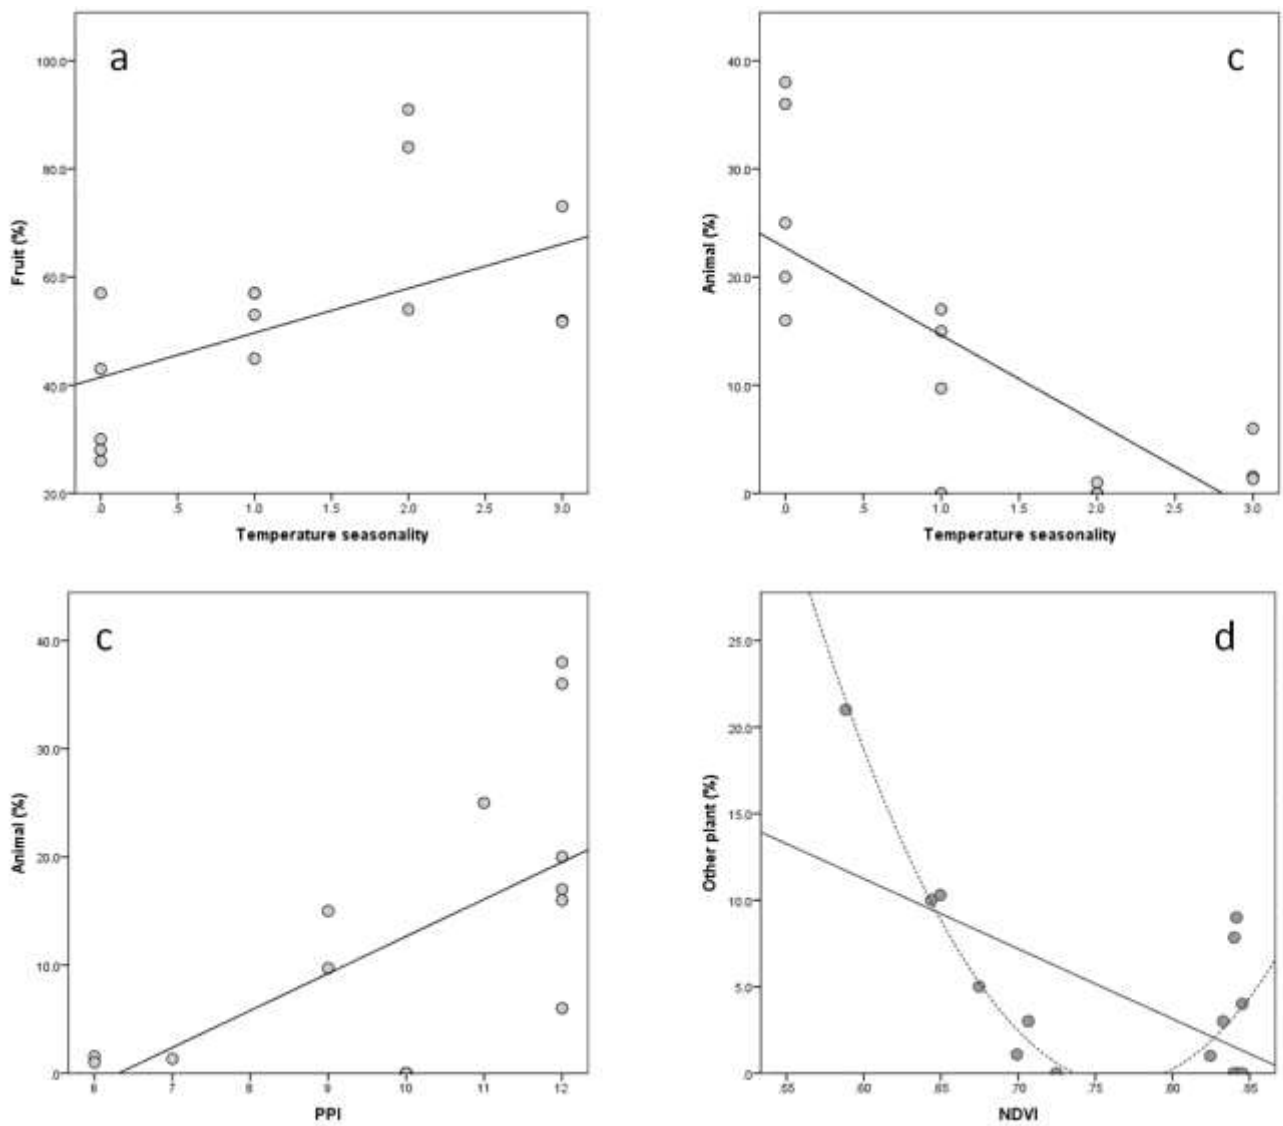 a
100.0
80.0
60.0
40.0
20.0
Fruit (%)
.0 .5 1.0 1.5 2.0 2.5 3.0
Temperature seasonality
c
40.0
30.0
20.0
10.0
.0
Animal (%)
.0 .5 1.0 1.5 2.0 2.5 3.0
Temperature seasonality
c
40.0
30.0
20.0
10.0
.0
Animal (%)
6 7 8 9 10 11 12
PPI
d
25.0
20.0
15.0
10.0
5.0
.0
Other plant (%)
.55 .60 .65 .70 .75 .80 .85
NDVI